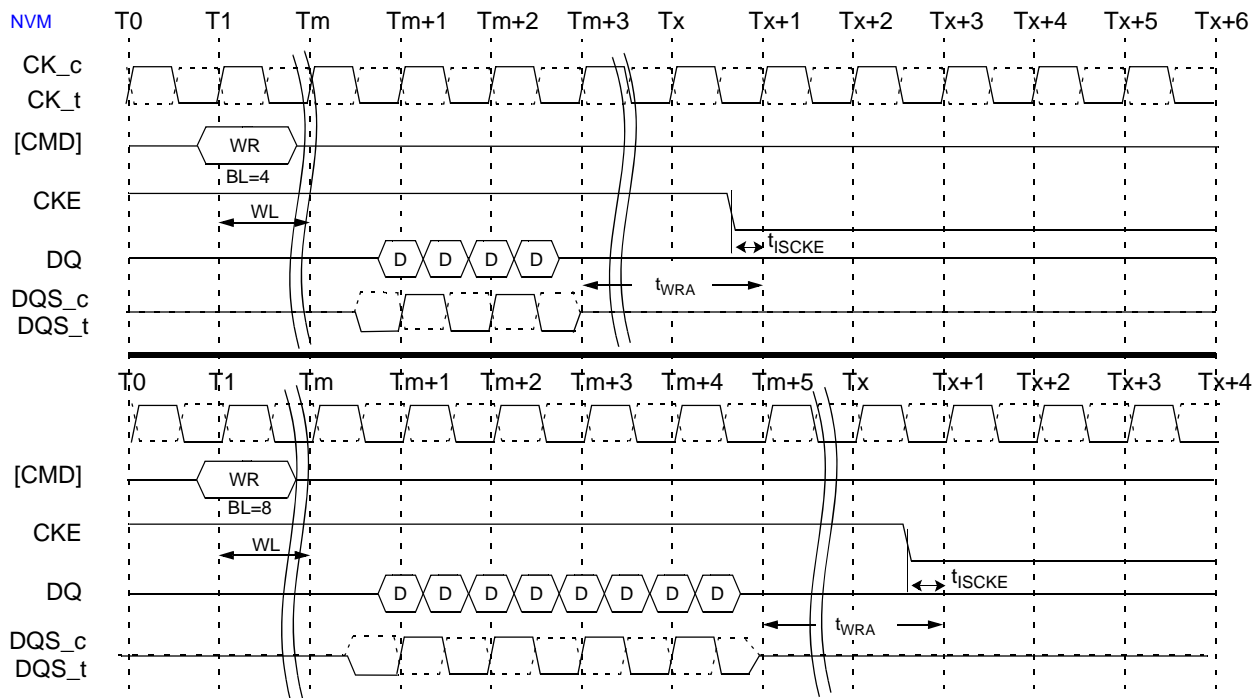 NVM T0 T1 Tm Tm+1 Tm+2 Tm+3 Tx Tx+1 Tx+2 Tx+3 Tx+4 Tx+5 Tx+6
CK_c
CK_t
[CMD] WR
BL=4
CKE
WL
tISCKE
DQ D D D D
tWRA
DQS_c
DQS_t
T0 T1 Tm Tm+1 Tm+2 Tm+3 Tm+4 Tm+5 Tx Tx+1 Tx+2 Tx+3 Tx+4
[CMD] WR
BL=8
CKE
WL
tISCKE
DQ D D D D D D D D
tWRA
DQS_c
DQS_t